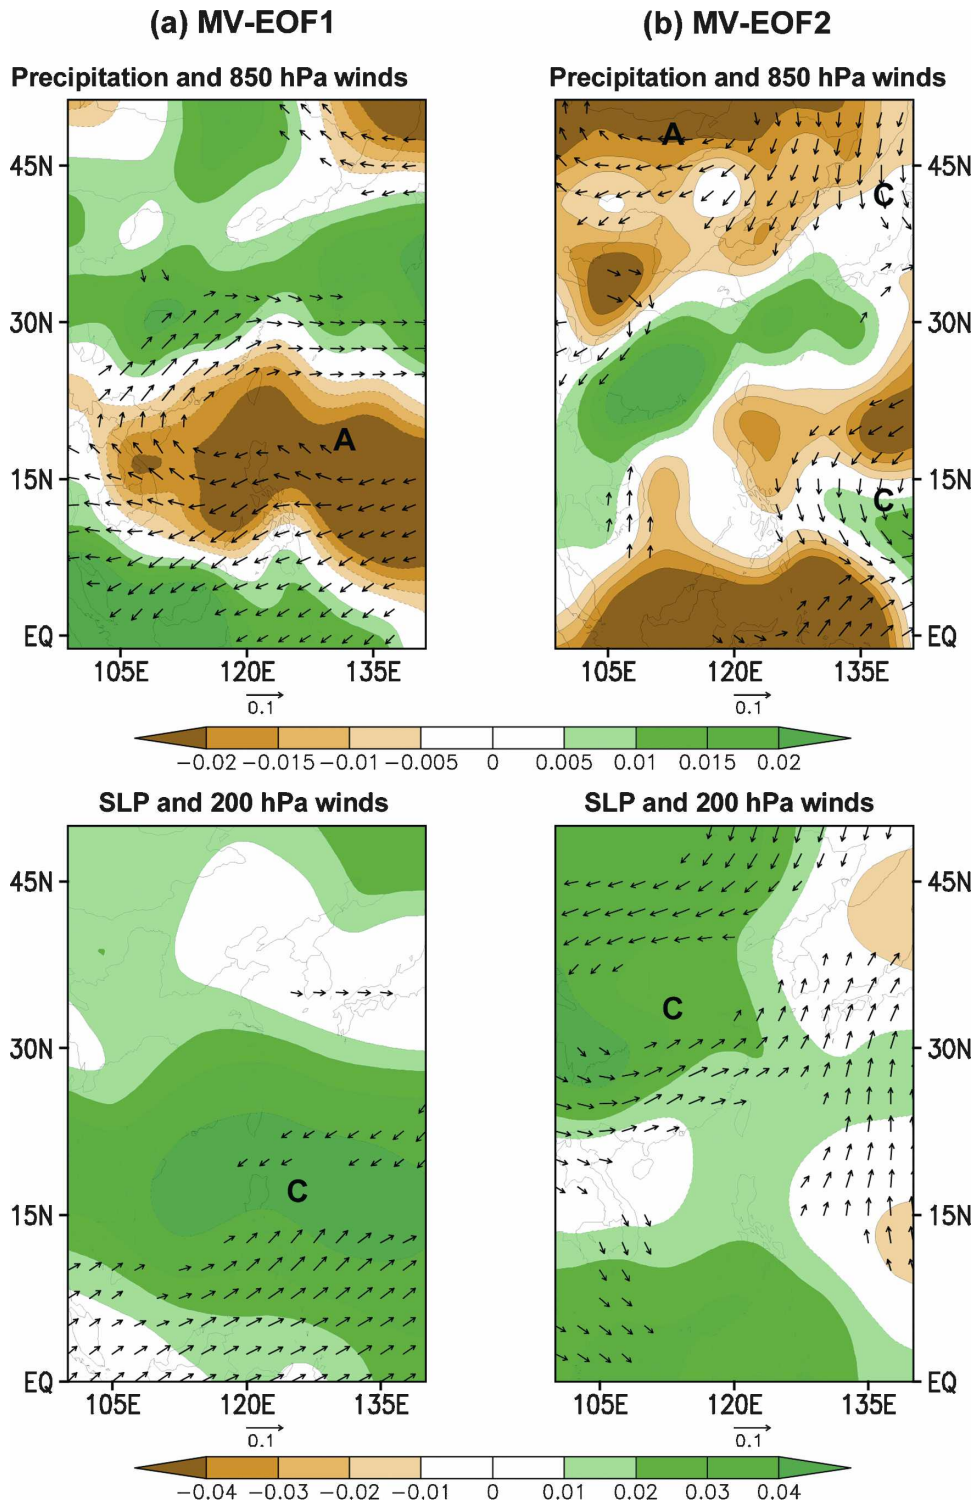 (a) MV-EOF1
(b) MV-EOF2
Precipitation and 850 hPa winds
Precipitation and 850 hPa winds
45N
A
C
45N
30N
30N
A
15N
C
15N
EQ
EQ
105E 120E 135E
105E 120E 135E
0.1
0.1
−0.02 −0.015 −0.01 −0.005 0 0.005 0.01 0.015 0.02
SLP and 200 hPa winds
SLP and 200 hPa winds
45N
45N
C
30N
30N
C
15N
15N
EQ
EQ
105E 120E 135E
105E 120E 135E
0.1
0.1
−0.04 −0.03 −0.02 −0.01 0 0.01 0.02 0.03 0.04